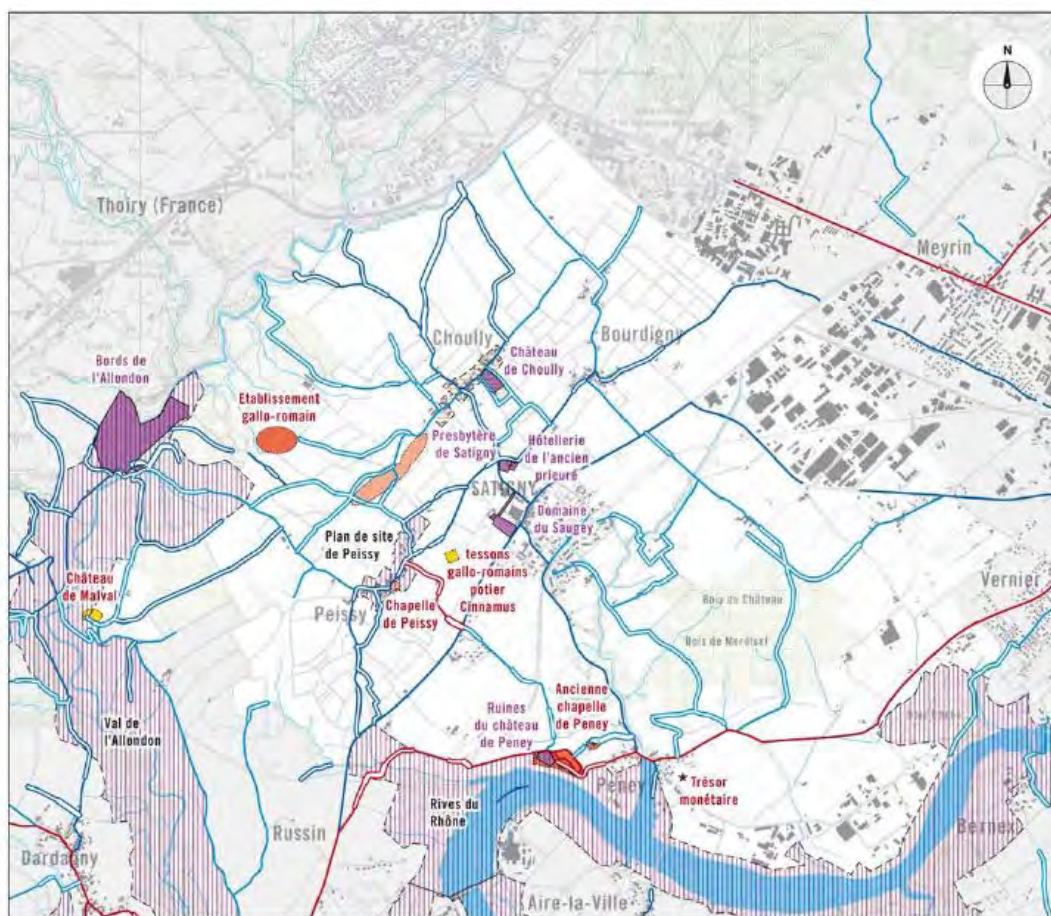 N
Thoiry (France)
Meyrin
Choully
Bourdigny
Château
de Choully
Bords de
l'Allondon
Etablissement
gallo-romain
Presbytère
de Satigny
Hôtellerie
de l'ancien
prieuré
SATIGNY
Domaine
du Saugey
Plan de site
de Peissy
tessons
gallo-romains
potier
Cinnamus
Château
de Malval
Peissy
Chapelle
de Peissy
Vernier
Bois de Château
Bois de Merdisel
Val de
l'Allondon
Ruines
du château
de Peney
Ancienne
chapelle
de Peney
Peney
Trésor
monétaire
Rives du
Rhône
Russin
Bernex
Dardagny
Aire-la-Ville